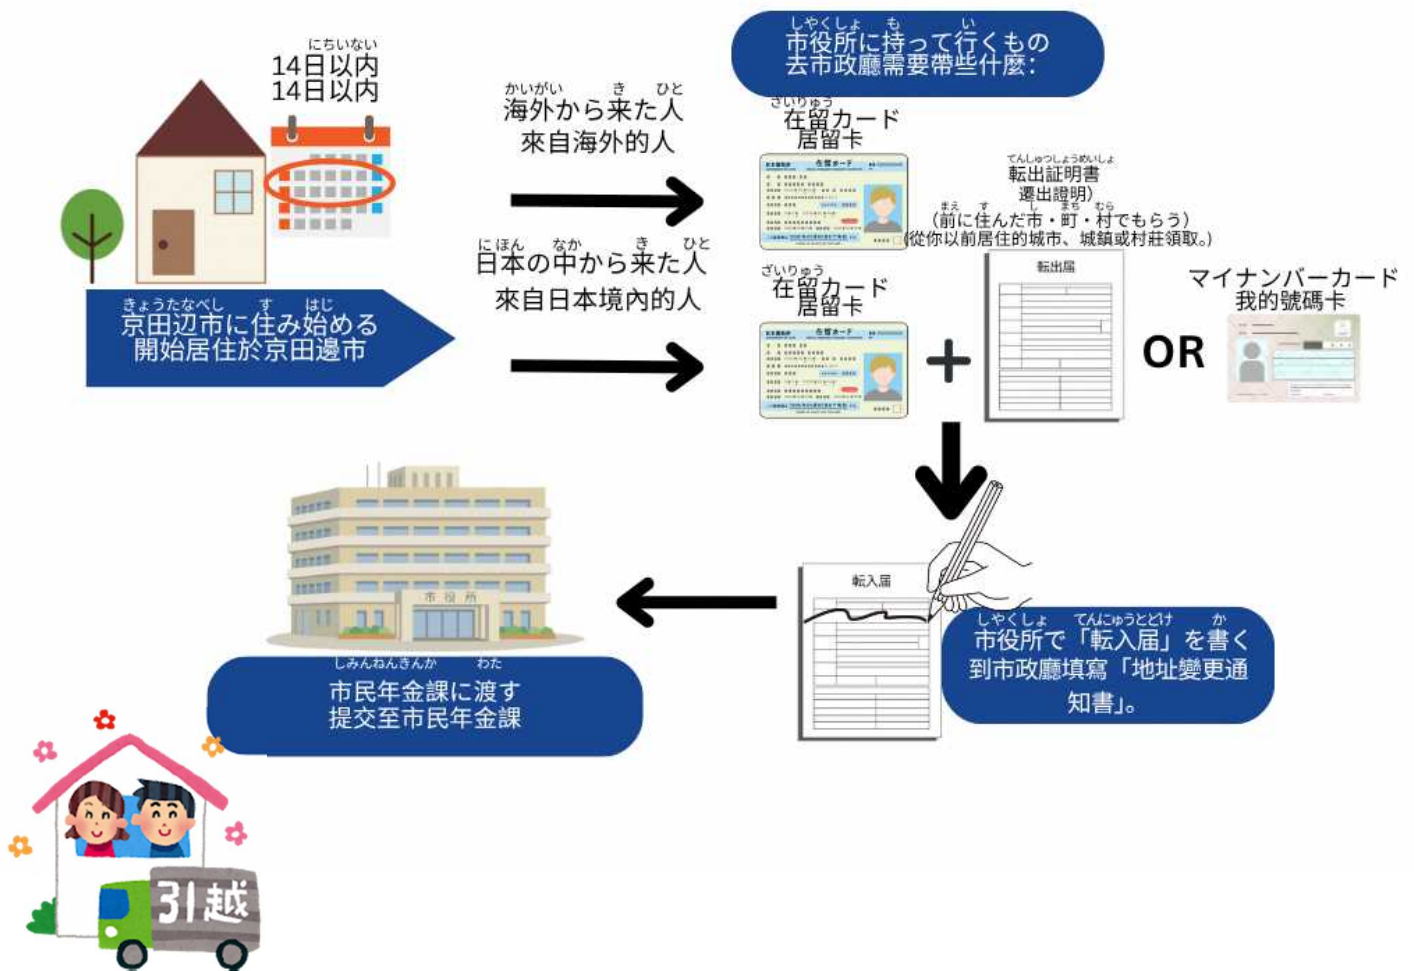 にちいない
14日以内
14日以内
きょうたなべし す はじ
京田辺市に住み始める
開始居住於京田邊市
かいがい き ひと
海外から来た人
來自海外的人
にほん なか き ひと
日本の中から来た人
來自日本境內的人
しやくしょ も い
市役所に持って行くもの
去市政廳需要帶些什麼：
ざいりゅう
在留カード
居留卡
在留カード
ざいりゅう
在留カード
居留卡
在留カード
+
てんしゅつしょうめいしょ
転出証明書
遷出證明）
まえ す し まち むら
（前に住んだ市・町・村でもらう）
(從你以前居住的城市、城鎮或村莊領取。)
転出届
OR
マイナンバーカード
我的號碼卡
転入届
しやくしょ てんにゅうとどけ か
市役所で「転入届」を書く
到市政廳填寫「地址變更通
知書」。
市役所
しみんねんきんか わた
市民年金課に渡す
提交至市民年金課
引越